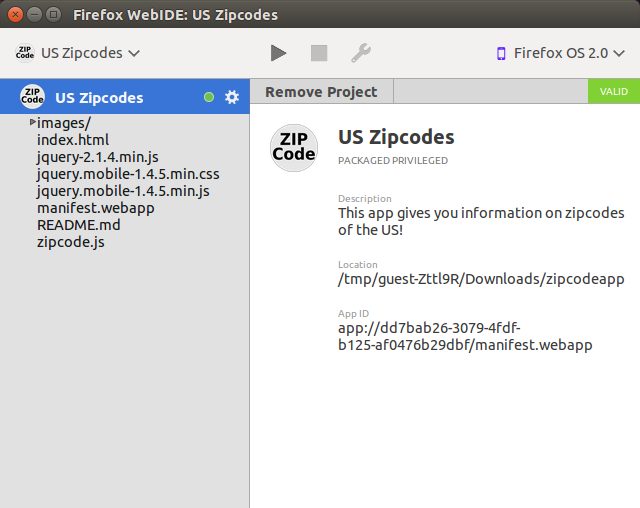 Firefox WebIDE: US Zipcodes
ZIP Code US Zipcodes
Firefox OS 2.0
ZIP
Code
US Zipcodes
images/
index.html
jquery-2.1.4.min.js
jquery.mobile-1.4.5.min.css
jquery.mobile-1.4.5.min.js
manifest.webapp
README.md
zipcode.js
Remove Project
VALID
ZIP
Code
US Zipcodes
PACKAGED PRIVILEGED
Description
This app gives you information on zipcodes
of the US!
Location
/tmp/guest-Zttl9R/Downloads/zipcodeapp
App ID
app://dd7bab26-3079-4fdf-
b125-af0476b29dbf/manifest.webapp